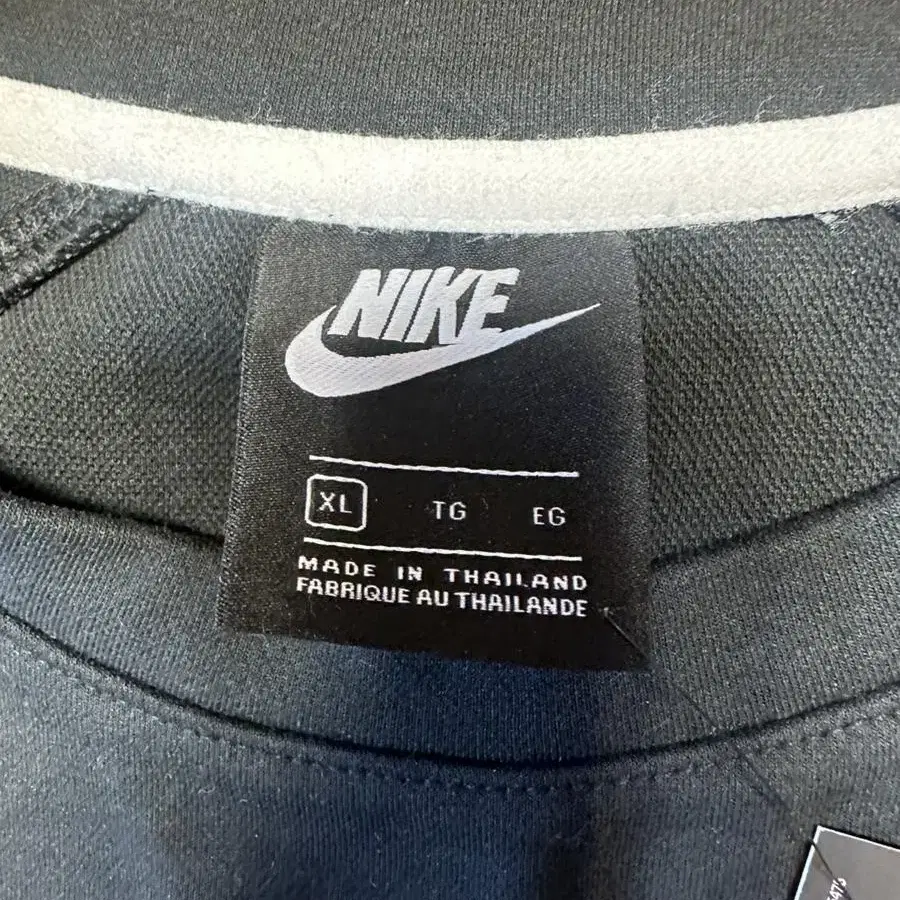 NIKE
XL TG EG
MADE IN THAILAND
FABRIQUE AU THAILANDE